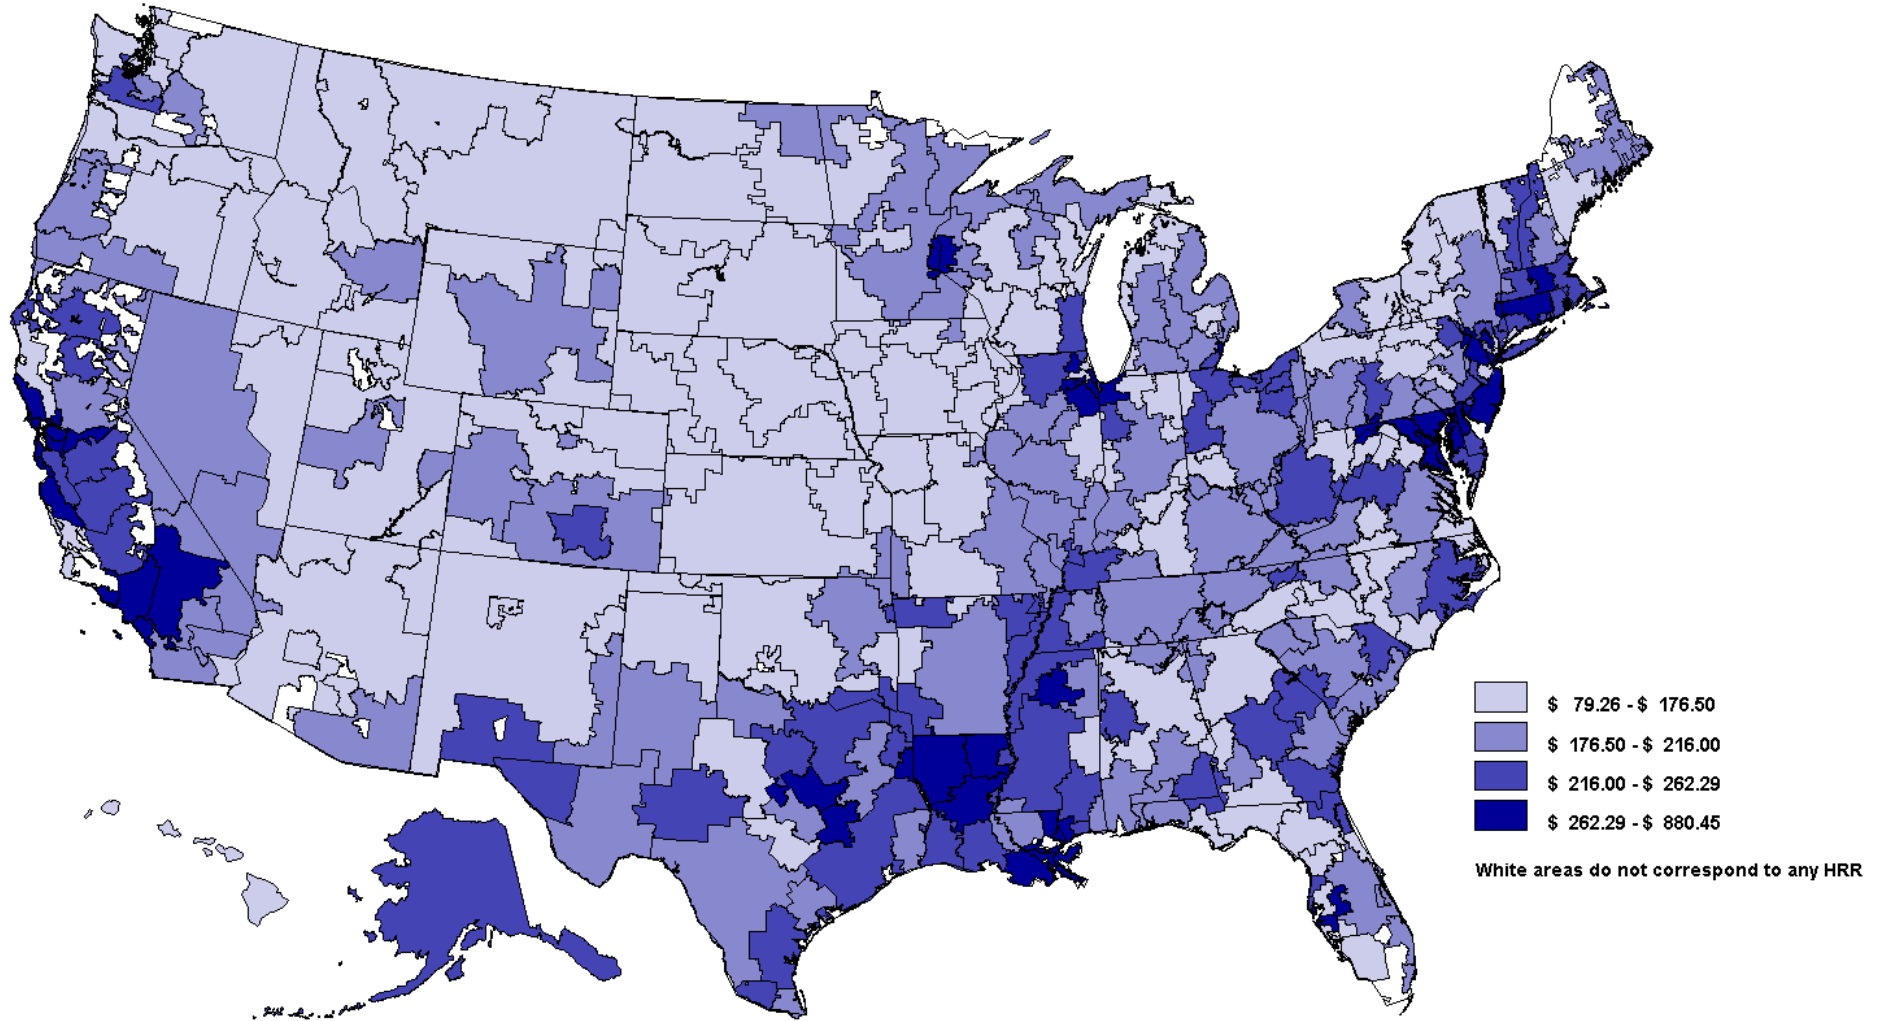 $ 79.26 - $ 176.50
$ 176.50 - $ 216.00
$ 216.00 - $ 262.29
$ 262.29 - $ 880.45
White areas do not correspond to any HRR